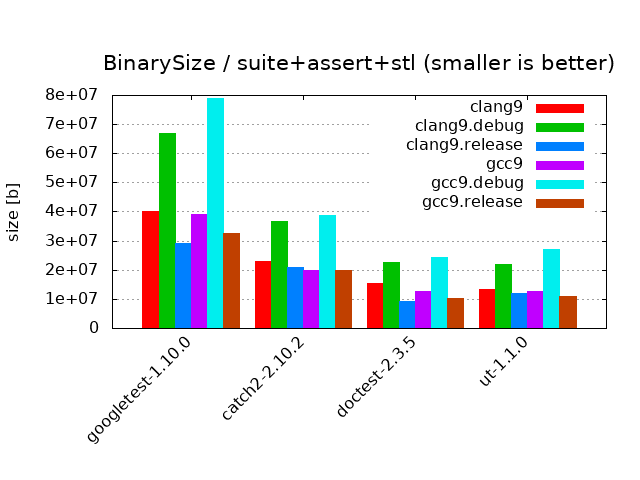 BinarySize / suite+assert+stl (smaller is better)
size [b]
8e+07
7e+07
6e+07
5e+07
4e+07
3e+07
2e+07
1e+07
0
clang9
clang9.debug
clang9.release
gcc9
gcc9.debug
gcc9.release
googletest-1.10.0
catch2-2.10.2
doctest-2.3.5
ut-1.1.0